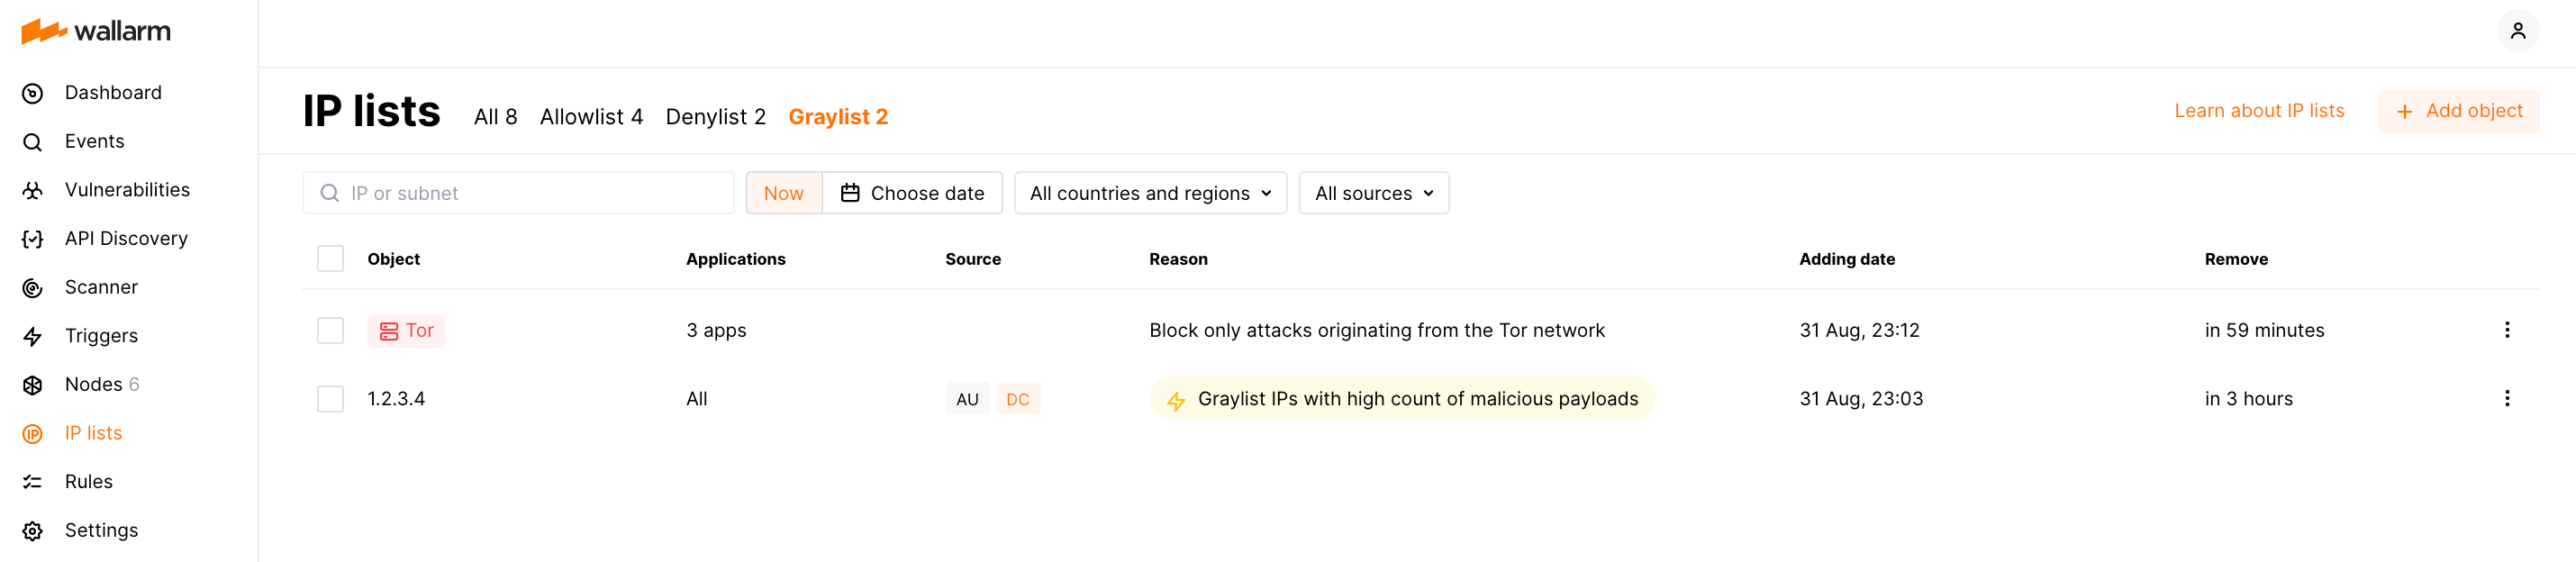 wallarm
Dashboard
Events
Vulnerabilities
API Discovery
Scanner
Triggers
Nodes 6
IP lists
Rules
Settings
IP lists All 8 Allowlist 4 Denylist 2 Graylist 2 Learn about IP lists + Add object
IP or subnet Now Choose date All countries and regions All sources
Object Applications Source Reason Adding date Remove
Tor 3 apps Block only attacks originating from the Tor network 31 Aug, 23:12 in 59 minutes
1.2.3.4 All AU DC Graylist IPs with high count of malicious payloads 31 Aug, 23:03 in 3 hours